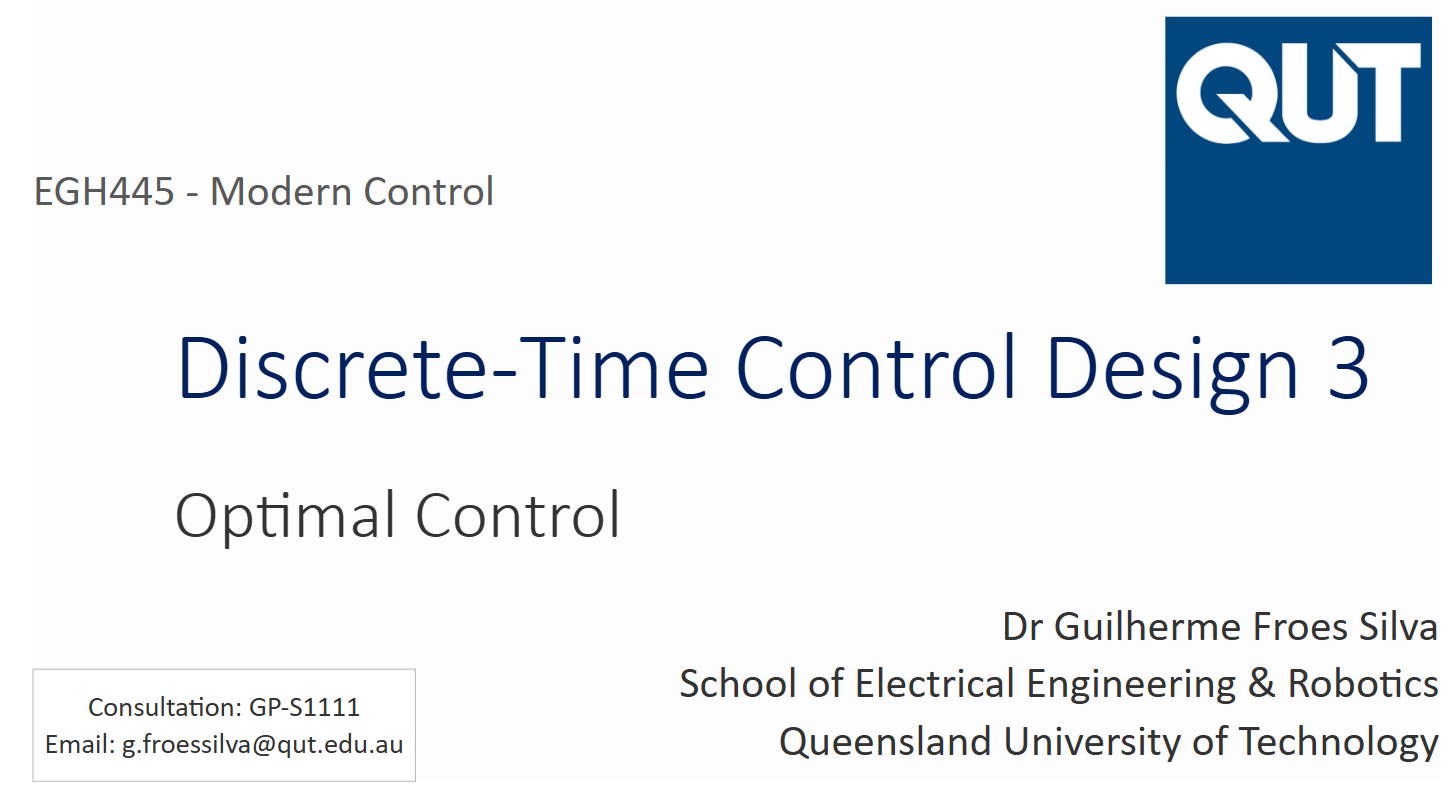 QUT
EGH445 - Modern Control
Discrete-Time Control Design 3
Optimal Control
Dr Guilherme Froes Silva
School of Electrical Engineering & Robotics
Queensland University of Technology
Consultation: GP-S1111
Email: g.froessilva@qut.edu.au